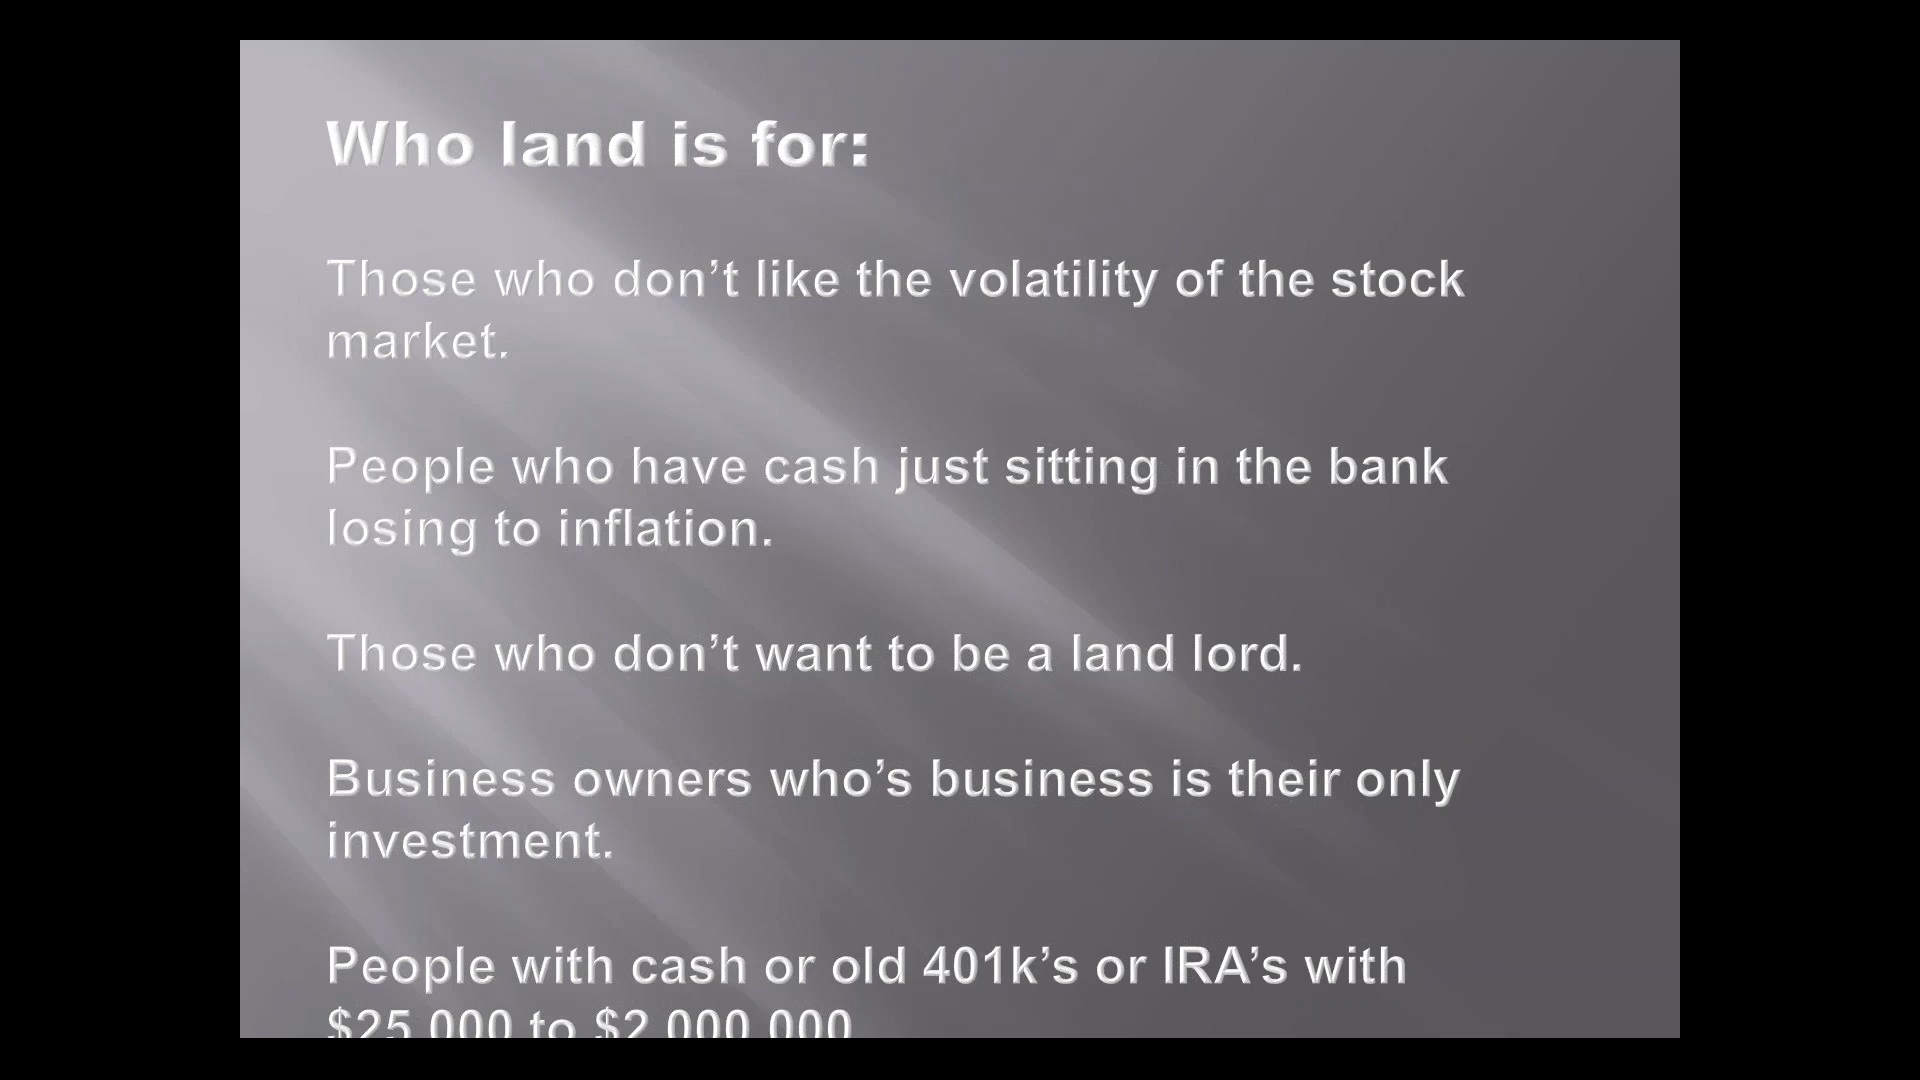 Who land is for:
Those who don’t like the volatility of the stock
market.
People who have cash just sitting in the bank
losing to inflation.
Those who don’t want to be a land lord.
Business owners who’s business is their only
investment.
People with cash or old 401k’s or IRA’s with
$25,000 to $2,000,000